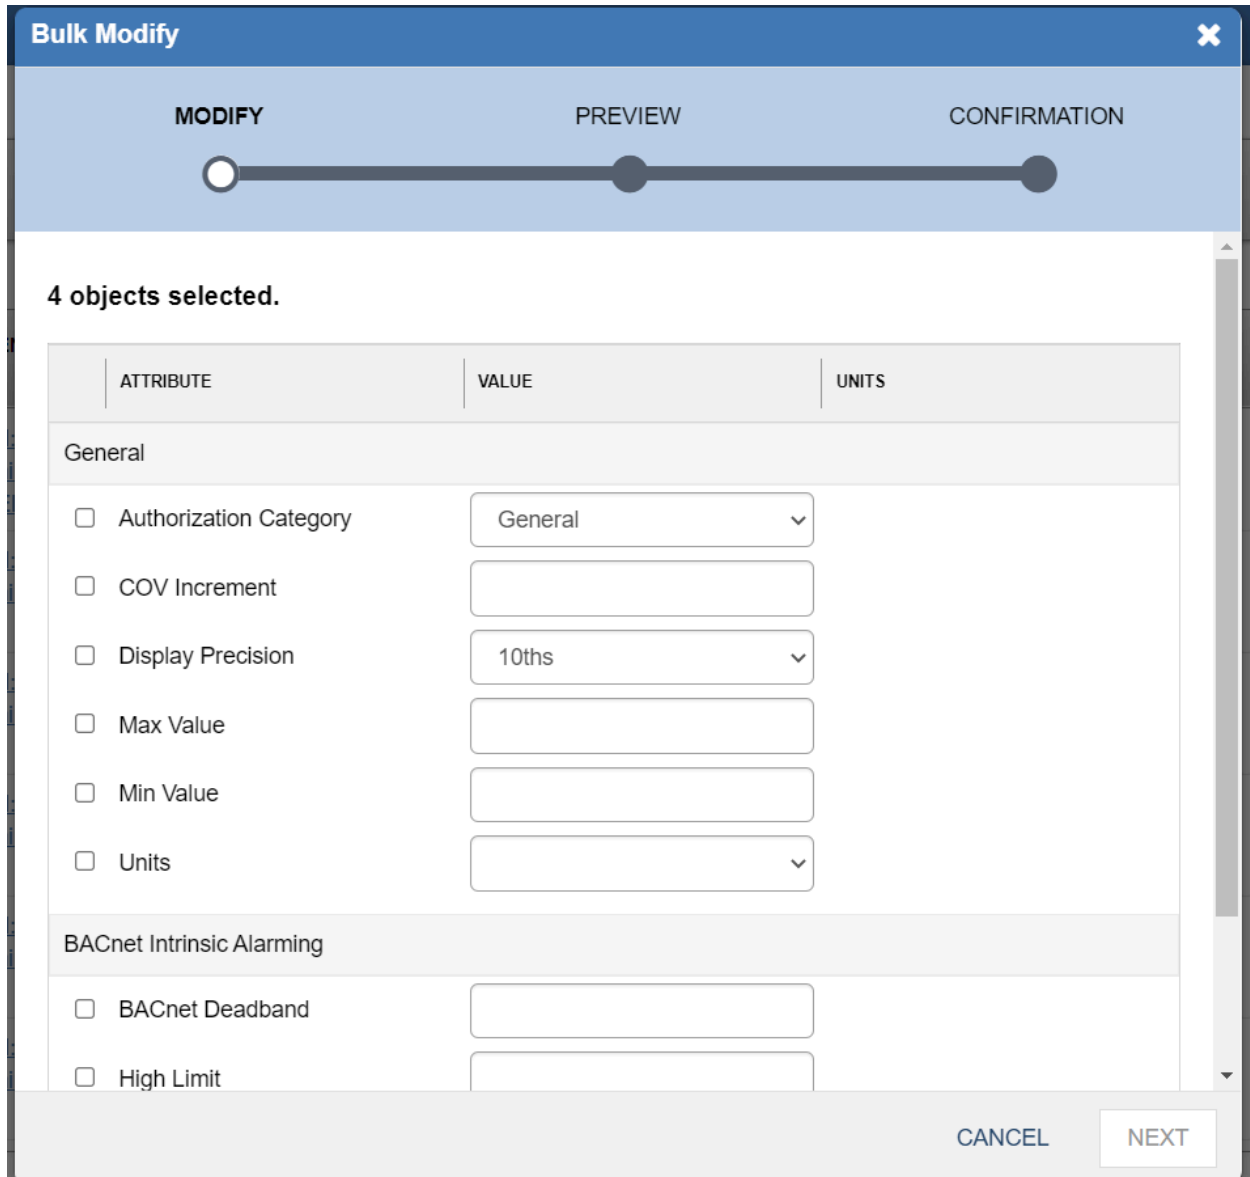 Bulk Modify
MODIFY PREVIEW CONFIRMATION
4 objects selected.
ATTRIBUTE VALUE UNITS
General
Authorization Category General
COV Increment
Display Precision 10ths
Max Value
Min Value
Units
BACnet Intrinsic Alarming
BACnet Deadband
High Limit
CANCEL NEXT